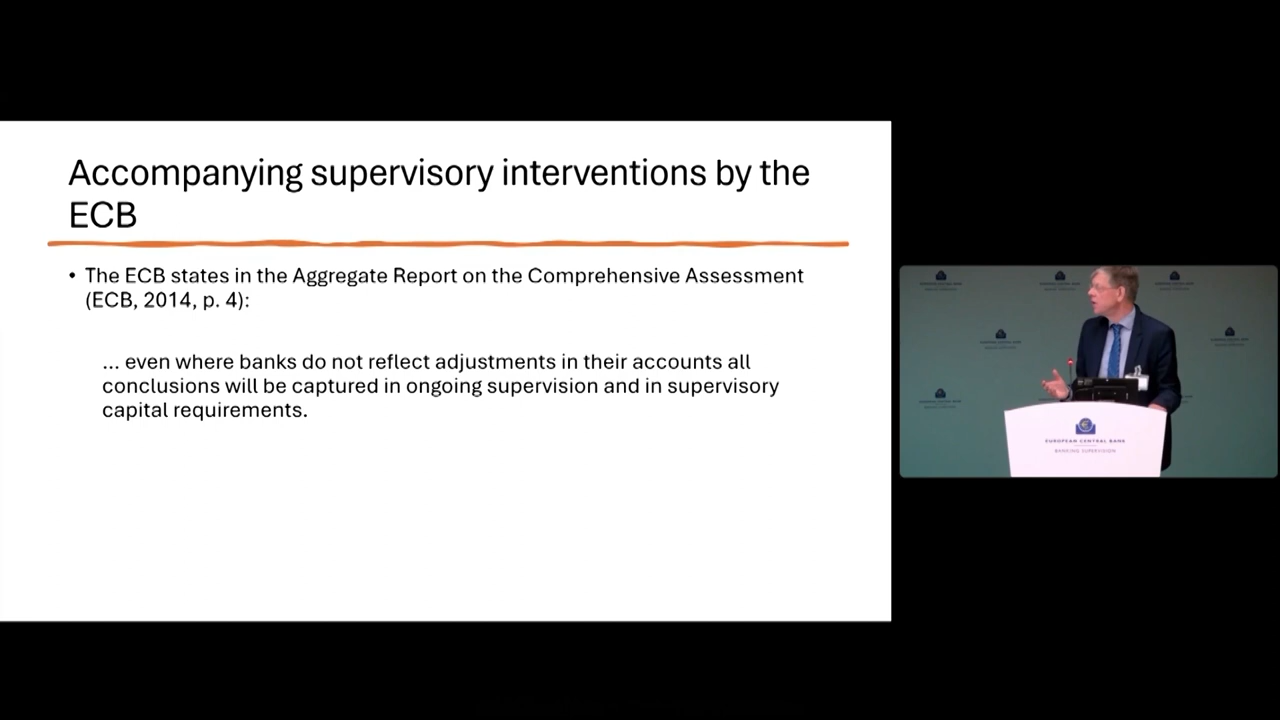 Accompanying supervisory interventions by the
ECB
• The ECB states in the Aggregate Report on the Comprehensive Assessment
(ECB, 2014, p. 4):
... even where banks do not reflect adjustments in their accounts all
conclusions will be captured in ongoing supervision and in supervisory
capital requirements.
EUROPEAN CENTRAL BANK
BANKING SUPERVISION